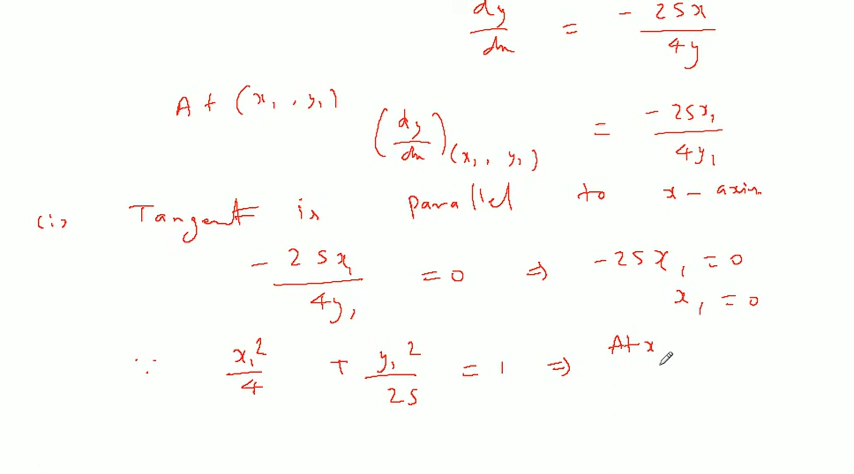 dy/dx = - 25x/4y
At (x₁, y₁) (dy/dx)(x₁, y₁) = - 25x₁/4y₁
(i) Tangent is parallel to x-axis
- 25x₁/4y₁ = 0 ⇒ -25x₁ = 0
x₁ = 0
∵ x₁²/4 + y₁²/25 = 1 ⇒ At x